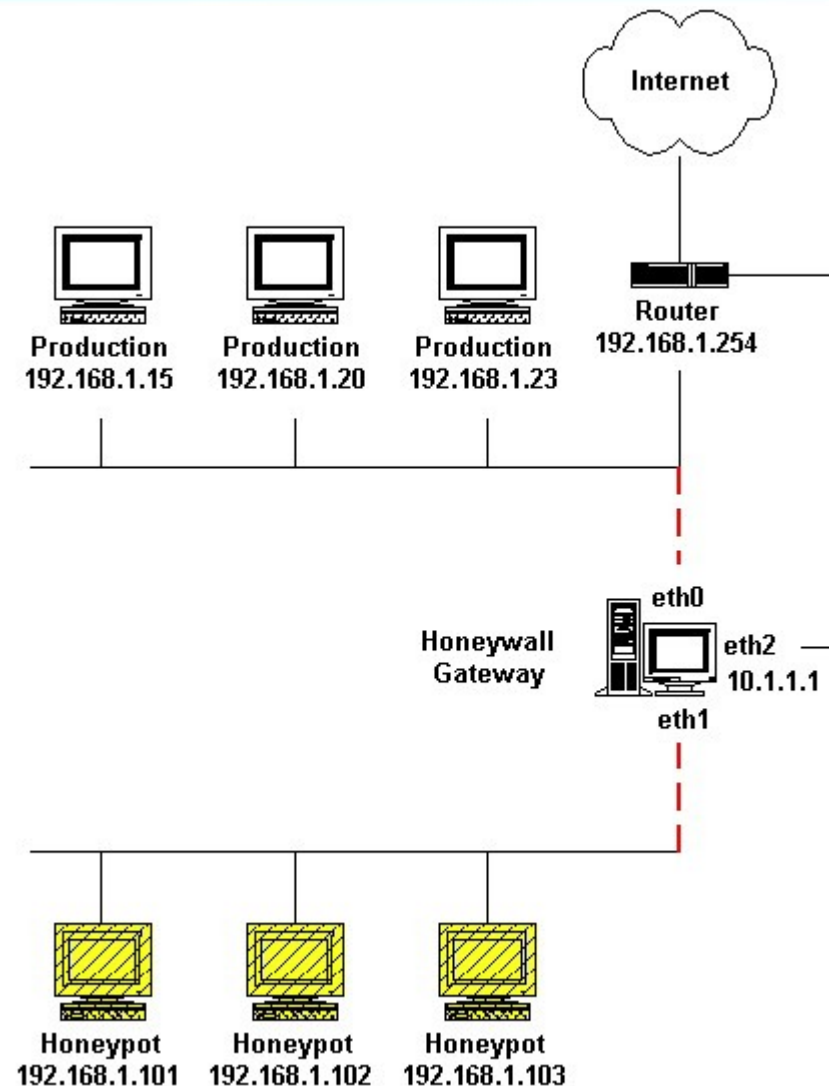 Internet
Router
192.168.1.254
Production
192.168.1.15
Production
192.168.1.20
Production
192.168.1.23
eth0
Honeywall
Gateway
eth2
10.1.1.1
eth1
Honeypot
192.168.1.101
Honeypot
192.168.1.102
Honeypot
192.168.1.103